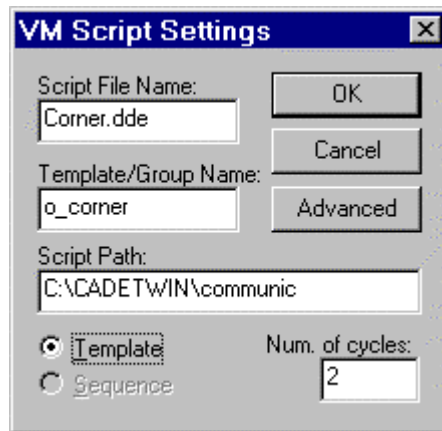 VM Script Settings
Script File Name:
Corner.dde
OK
Cancel
Template/Group Name:
o_corner
Advanced
Script Path:
C:\CADETWIN\communic
Template
Num. of cycles:
Sequence
2